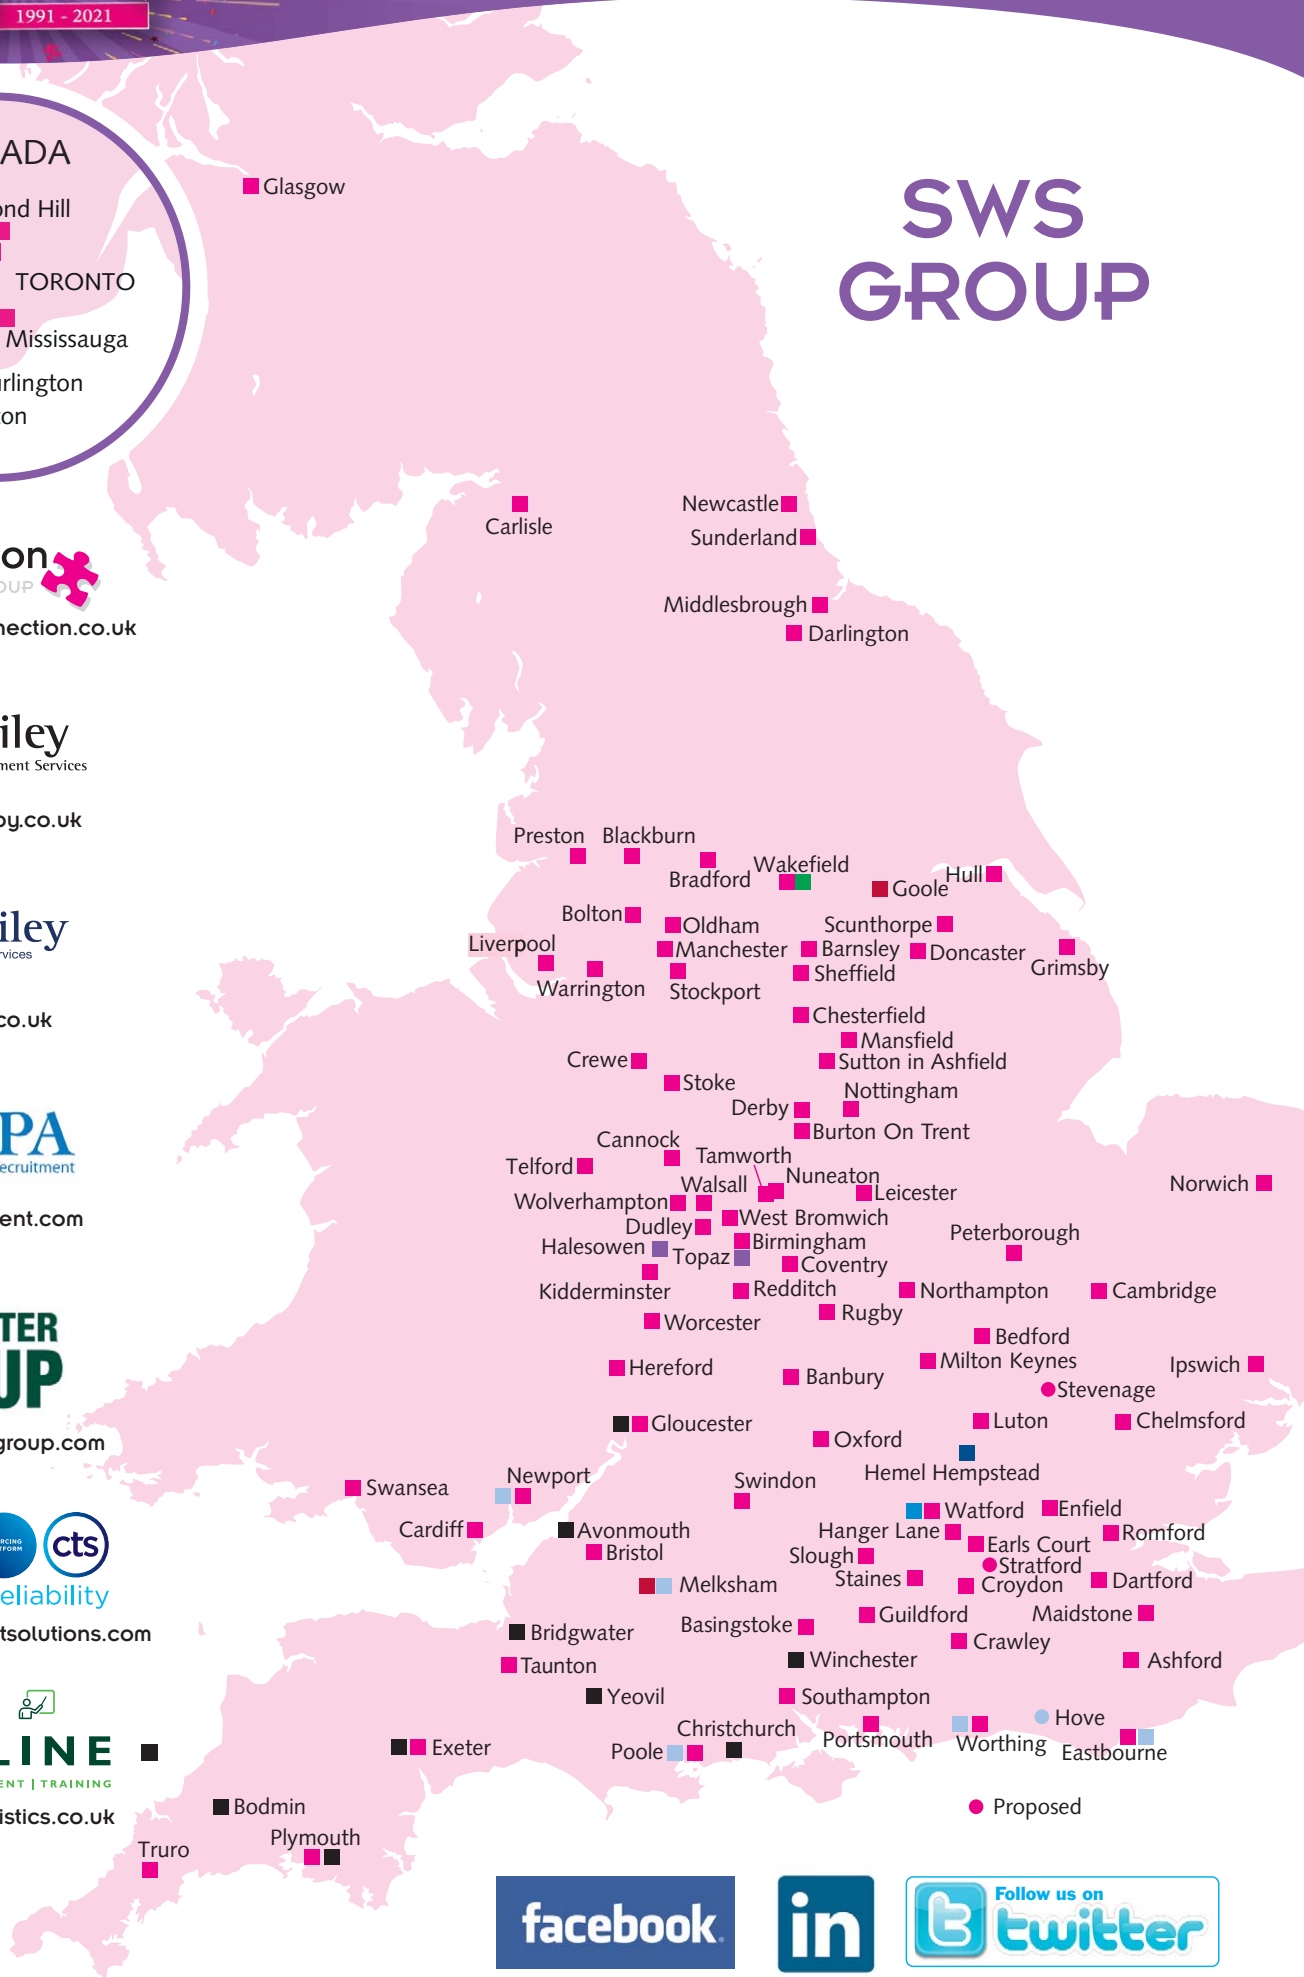 1991 - 2021
ADA
ond Hill
TORONTO
Mississauga
rlington
ton
SWS
GROUP
Glasgow
Carlisle
Newcastle
Sunderland
Middlesbrough
Darlington
on
OUP
nection.co.uk
iley
ment Services
by.co.uk
iley
rvices
co.uk
PA
ecruitment
ent.com
TER
UP
group.com
RCING
TFORM
cts
eliability
tsolutions.com
LINE
ENT | TRAINING
istics.co.uk
Preston
Blackburn
Bradford
Wakefield
Goole
Hull
Bolton
Oldham
Scunthorpe
Liverpool
Manchester
Barnsley
Doncaster
Grimsby
Warrington
Stockport
Sheffield
Chesterfield
Mansfield
Crewe
Sutton in Ashfield
Stoke
Nottingham
Derby
Burton On Trent
Cannock
Tamworth
Telford
Nuneaton
Walsall
Leicester
Norwich
Wolverhampton
West Bromwich
Dudley
Peterborough
Halesowen
Birmingham
Topaz
Coventry
Kidderminster
Redditch
Northampton
Cambridge
Worcester
Rugby
Bedford
Hereford
Milton Keynes
Ipswich
Banbury
Stevenage
Gloucester
Luton
Chelmsford
Oxford
Hemel Hempstead
Swansea
Newport
Swindon
Watford
Enfield
Cardiff
Avonmouth
Hanger Lane
Romford
Bristol
Earls Court
Slough
Stratford
Melksham
Staines
Croydon
Dartford
Basingstoke
Guildford
Maidstone
Bridgwater
Crawley
Taunton
Winchester
Ashford
Yeovil
Southampton
Christchurch
Hove
Exeter
Poole
Portsmouth
Worthing
Eastbourne
Bodmin
Proposed
Truro
Plymouth
facebook.
in
Follow us on
twitter